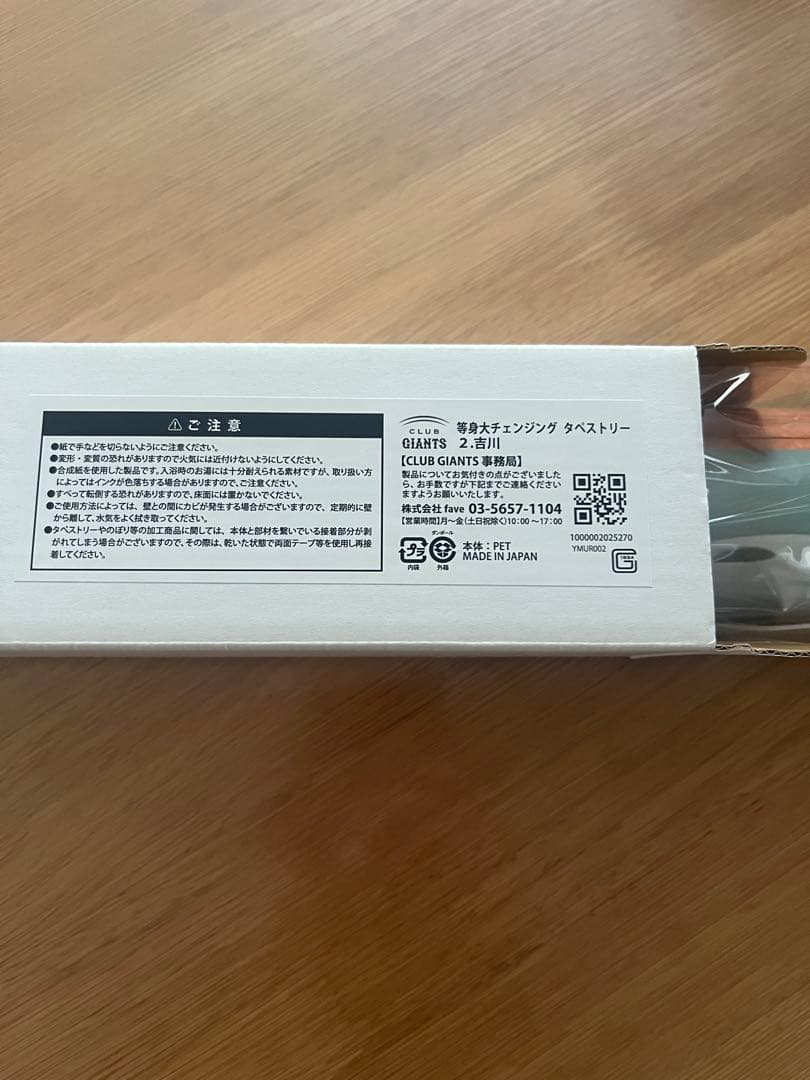 ⚠ご注意
●紙で手などを切らないようにご注意ください。
●変形・変質の恐れがありますので火気には近付けないようにしてください。
●合成紙を使用した製品です。入浴時のお湯には十分耐えられる素材ですが、取り扱い方
によってはインクが色落ちする場合がありますので、ご注意ください。
●すべって転倒する恐れがありますので、床面には置かないでください。
●ご使用方法によっては、壁との間にカビが発生する場合がございますので、定期的に壁
から離して、水気をよく拭き取ってください。
●タペストリーやのぼり等の加工商品に関しては、本体と部材を繋いでいる接着部分が剥
がれてしまう場合がございますので、その際は、乾いた状態で両面テープ等を使用し再接
着してください。
CLUB
GIANTS
等身大チェンジング タペストリー
2.吉川
【CLUB GIANTS 事務局】
製品についてお気付きの点がございました
ら、お手数ですが下記までご連絡ください
ますようお願いいたします。
株式会社 fave 03-5657-1104
【営業時間】月〜金（土日祝除く）10：00 〜 17：00
プラ
内袋
ダンボール
外箱
本体：PET
MADE IN JAPAN
1000002025270
YMUR002
G